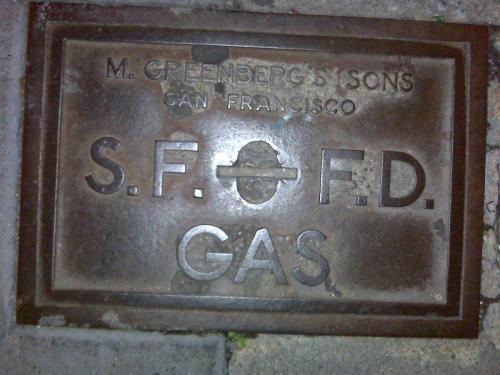 M. GREENBERG'S SONS
SAN FRANCISCO
S.F. F.D.
GAS